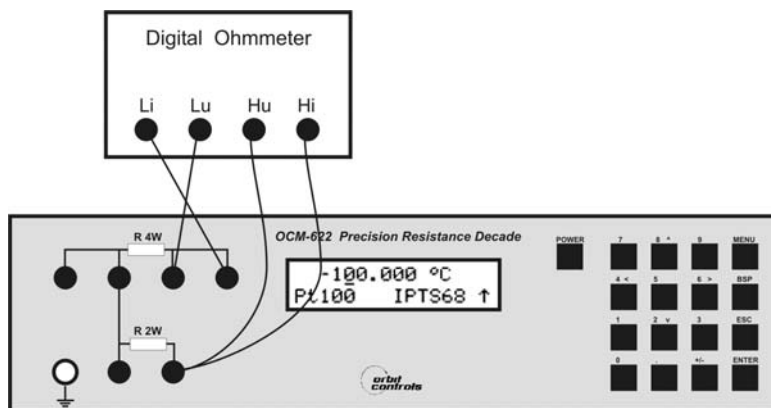 Digital Ohmmeter
Li Lu Hu Hi
R 4W
OCM-622 Precision Resistance Decade
POWER
7 8 ^ 9 MENU
-100.000 ºC
Pt100 IPTS68 ↑
4 < 5 6 > BSP
R 2W
1 2 v 3 ESC
0 . +/- ENTER
orbit
controls